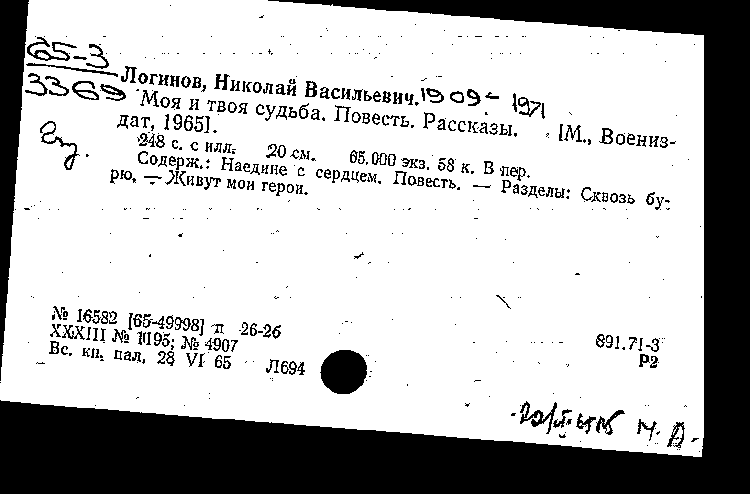 65-3
3369
Логинов, Николай Васильевич. 1909- 1971
Моя и твоя судьба. Повесть. Рассказы. [М., Воениз-
дат, 1965].
248 с. с илл. 20 см. 65.000 экз. 58 к. В пер.
Содерж.: Наедине с сердцем. Повесть. — Разделы: Сквозь бу-
рю. — Живут мои герои.
№ 16582 [65-49998] п 26-26
XXXIII № 1195; № 4907
Вс. кн. пал. 28 VI 65 Л694
891.71-3
Р2
М. А.